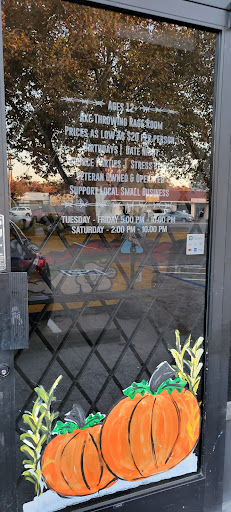 Ages 12+
Axe Throwing Rage Room
Prices as low as $20 per person
Birthdays | Date Night
Divorce Parties | Stress
Veteran Owned & Operated
Support Local Small Business
Tuesday - Friday 5:00 PM - 10:00 PM
Saturday - 2:00 PM - 10:00 PM